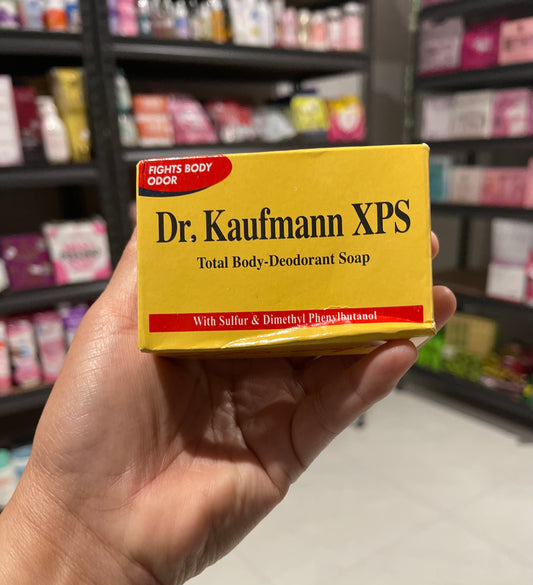 FIGHTS BODY
ODOR
Dr. Kaufmann XPS
Total Body-Deodorant Soap
With Sulfur & Dimethyl Phenylbutanol